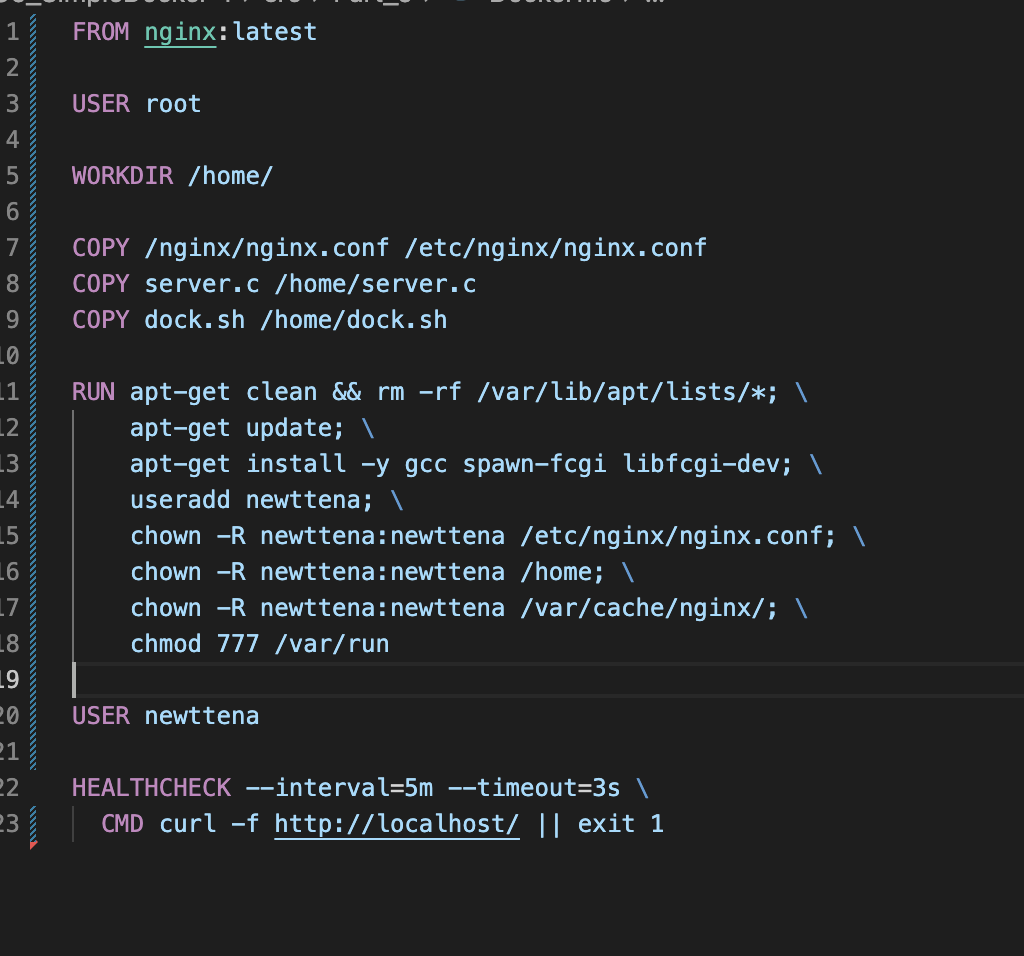 1 FROM nginx:latest
2
3 USER root
4
5 WORKDIR /home/
6
7 COPY /nginx/nginx.conf /etc/nginx/nginx.conf
8 COPY server.c /home/server.c
9 COPY dock.sh /home/dock.sh
10
11 RUN apt-get clean && rm -rf /var/lib/apt/lists/*; \
12 apt-get update; \
13 apt-get install -y gcc spawn-fcgi libfcgi-dev; \
14 useradd newttena; \
15 chown -R newttena:newttena /etc/nginx/nginx.conf; \
16 chown -R newttena:newttena /home; \
17 chown -R newttena:newttena /var/cache/nginx/; \
18 chmod 777 /var/run
19
20 USER newttena
21
22 HEALTHCHECK --interval=5m --timeout=3s \
23 CMD curl -f http://localhost/ || exit 1